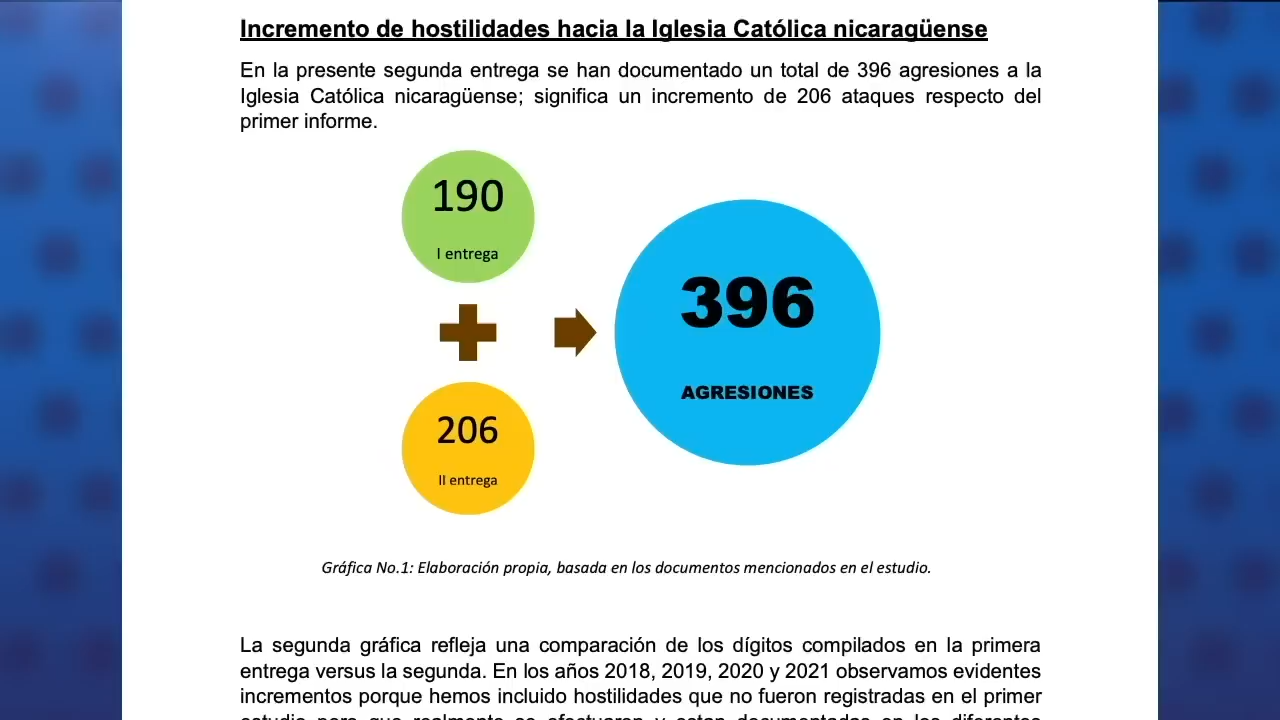 Incremento de hostilidades hacia la Iglesia Católica nicaragüense
En la presente segunda entrega se han documentado un total de 396 agresiones a la
Iglesia Católica nicaragüense; significa un incremento de 206 ataques respecto del
primer informe.
190
I entrega
206
II entrega
396
AGRESIONES
Gráfica No.1: Elaboración propia, basada en los documentos mencionados en el estudio.
La segunda gráfica refleja una comparación de los dígitos compilados en la primera
entrega versus la segunda. En los años 2018, 2019, 2020 y 2021 observamos evidentes
incrementos porque hemos incluido hostilidades que no fueron registradas en el primer